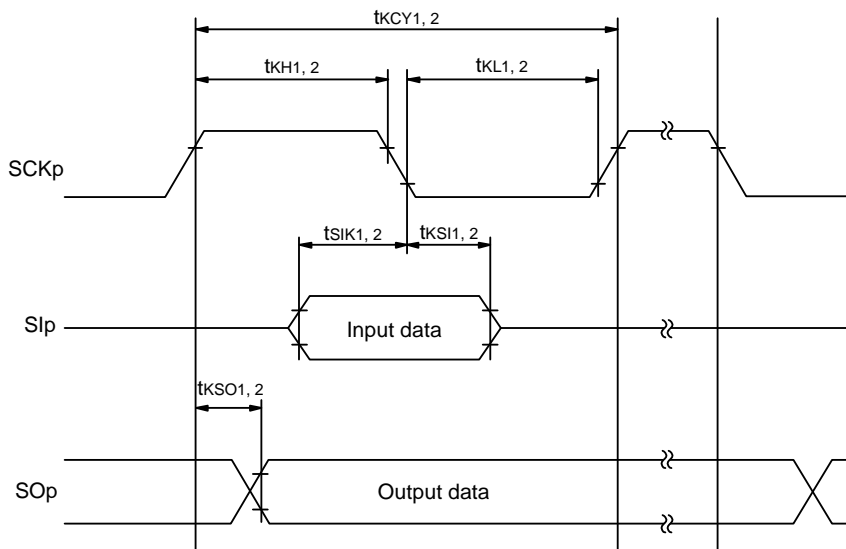 tKCY1, 2
tKH1, 2
tKL1, 2
SCKp
tSIK1, 2
tKSI1, 2
SIp
Input data
tKSO1, 2
SOp
Output data